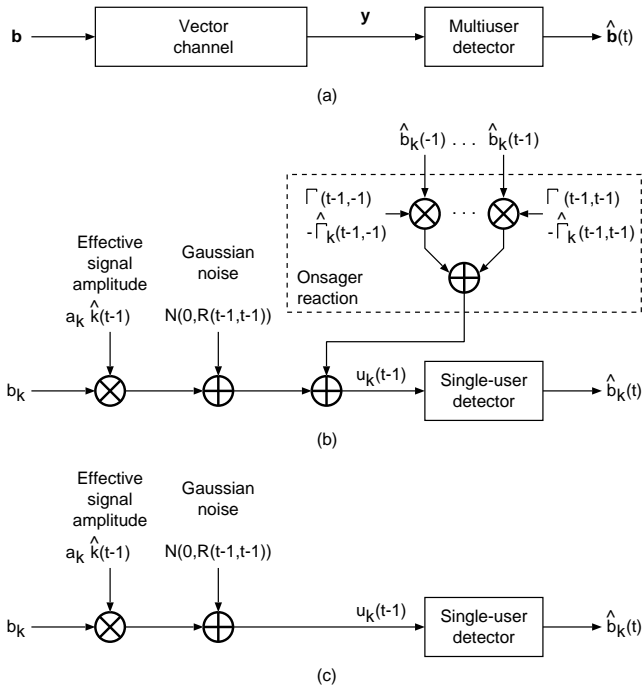 b
Vector
channel
y
Multiuser
detector
b̂(t)
(a)
b̂k(-1) . . . b̂k(t-1)
Γ(t-1,-1)
-Γ̂k(t-1,-1)
. . .
Γ(t-1,t-1)
-Γ̂k(t-1,t-1)
Onsager
reaction
Effective
signal
amplitude
ak k̂(t-1)
Gaussian
noise
N(0,R(t-1,t-1))
bk
uk(t-1)
Single-user
detector
b̂k(t)
(b)
Effective
signal
amplitude
ak k̂(t-1)
Gaussian
noise
N(0,R(t-1,t-1))
bk
uk(t-1)
Single-user
detector
b̂k(t)
(c)